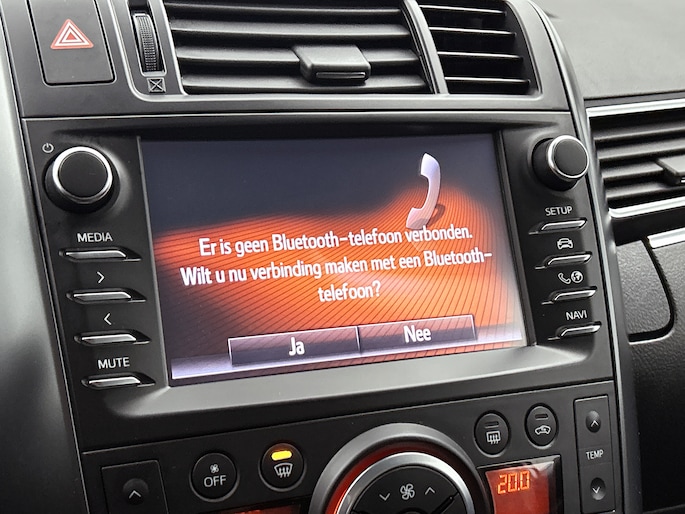 Er is geen Bluetooth-telefoon verbonden.
Wilt u nu verbinding maken met een Bluetooth-
telefoon?
Ja
Nee
MEDIA
>
<
MUTE
SETUP
NAVI
OFF
TEMP
20.0